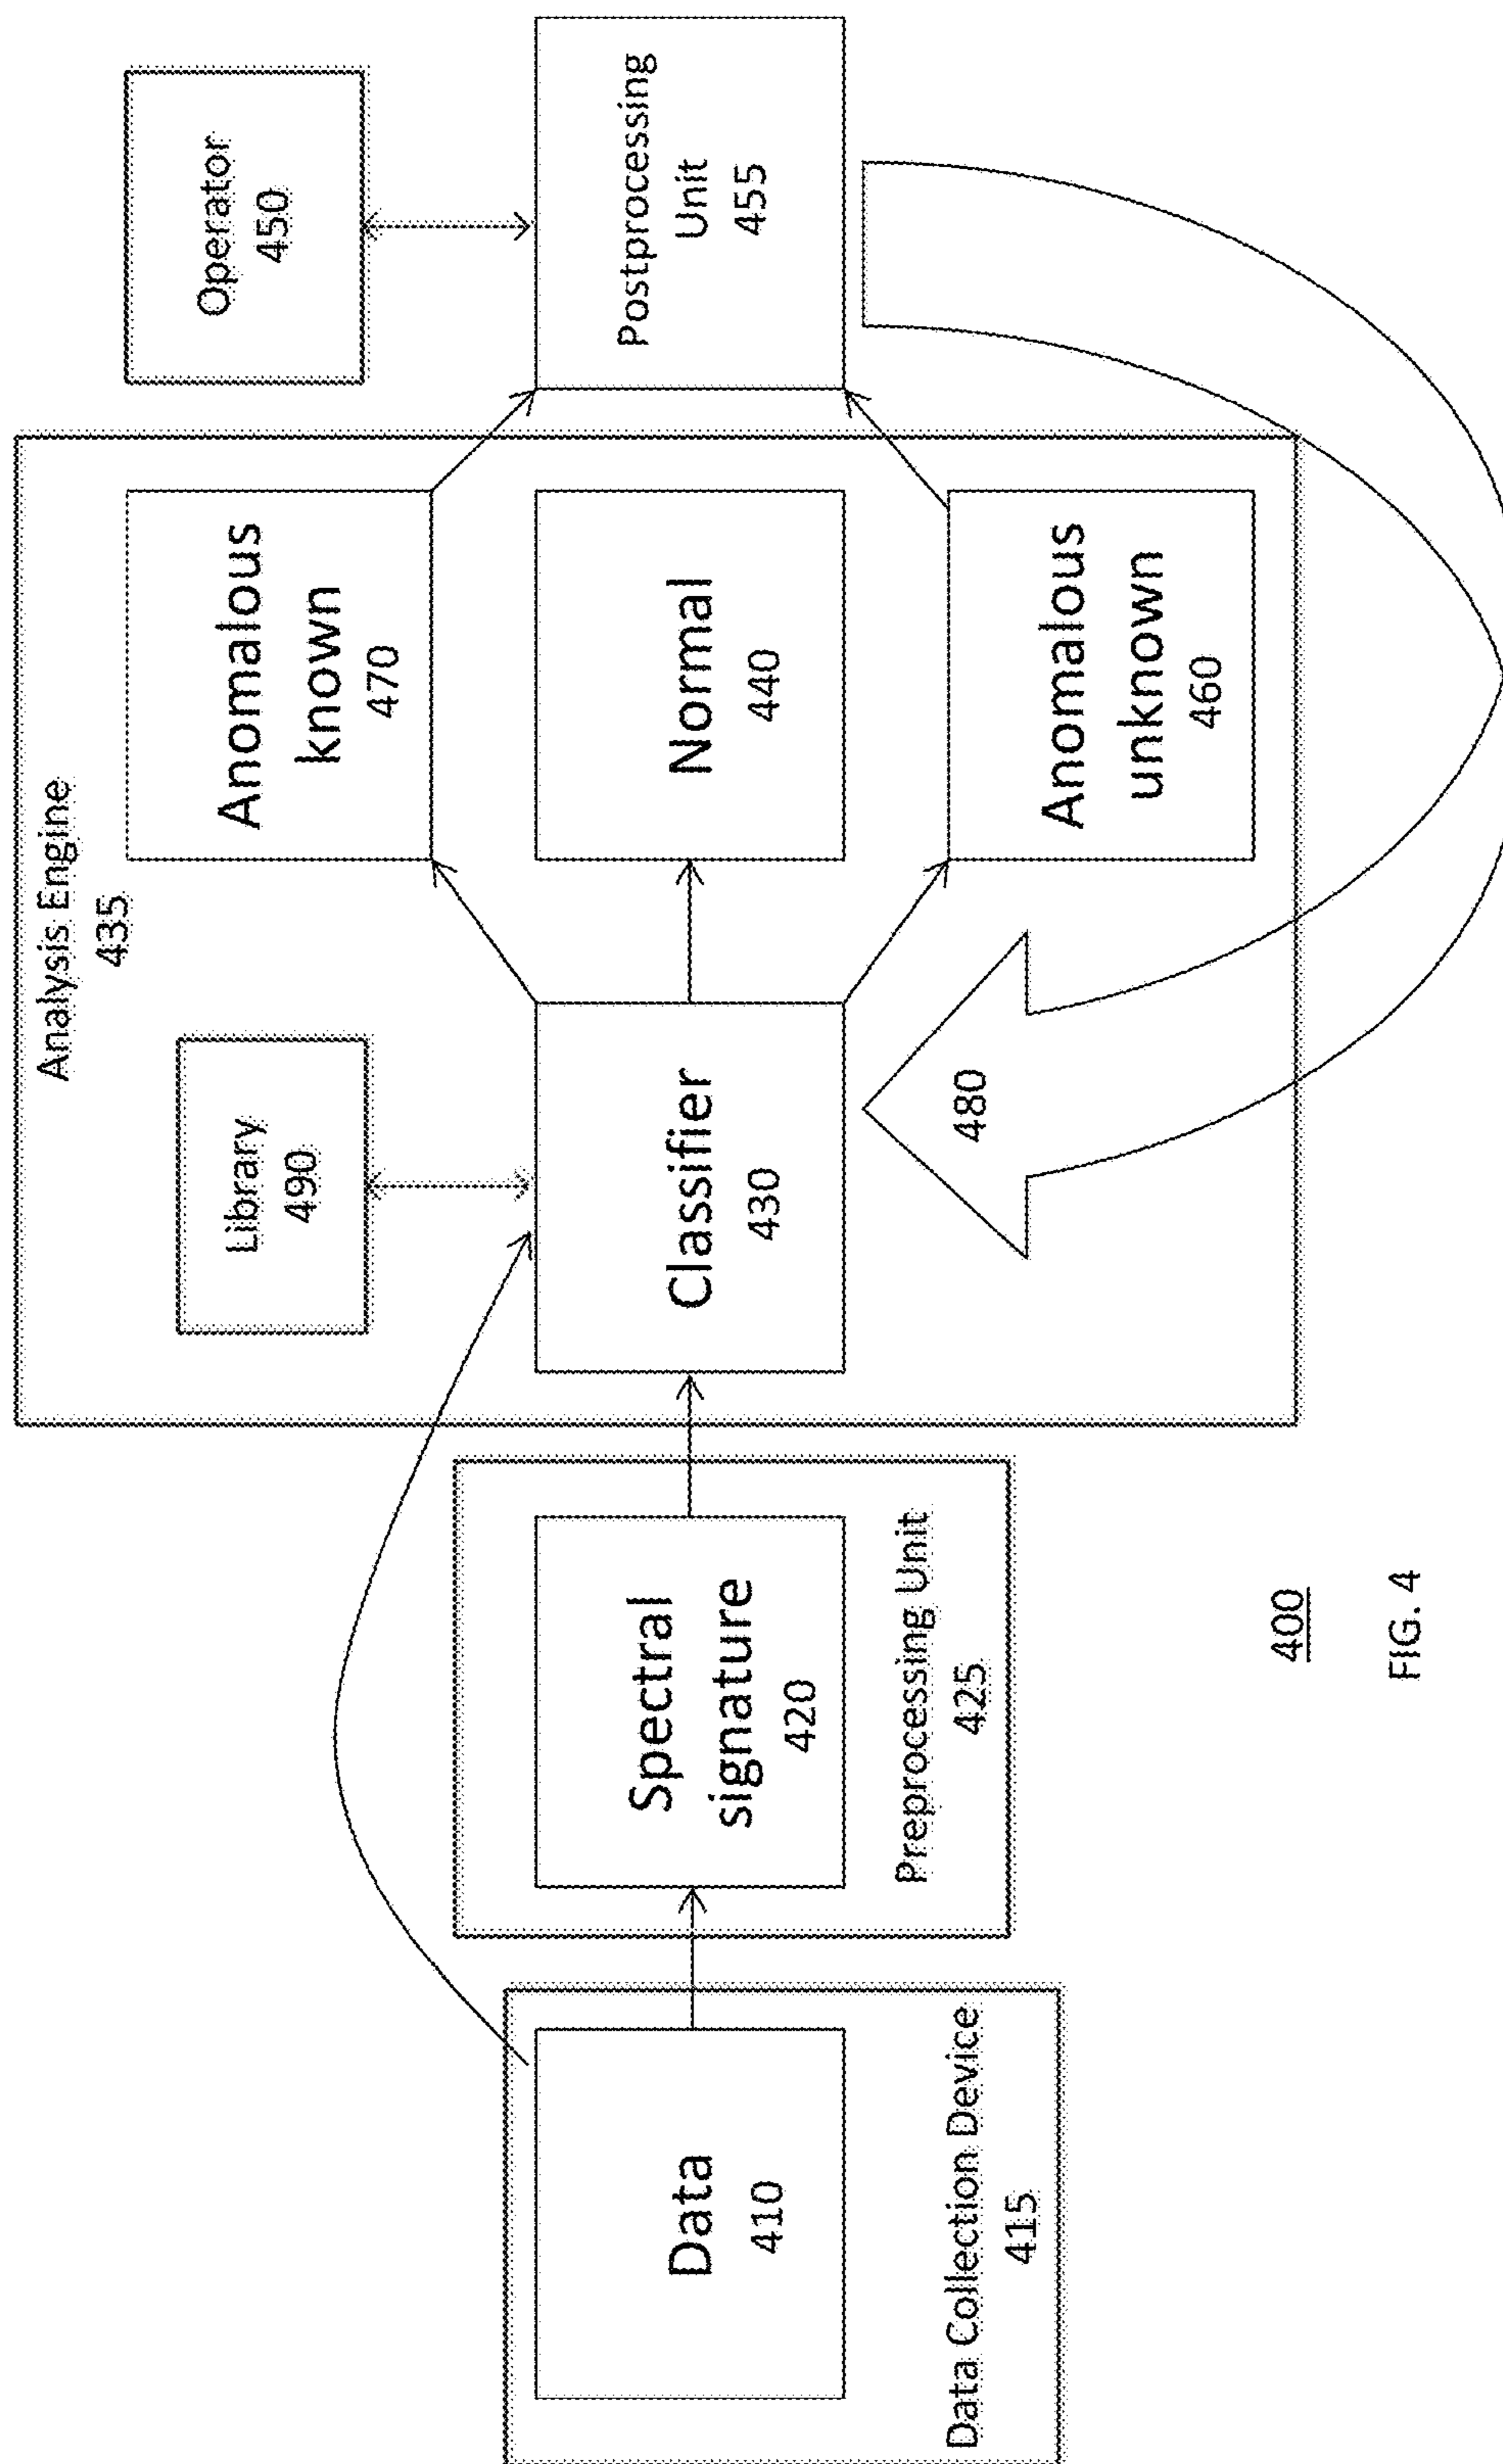 Analysis Engine
435
Operator
450
Library
490
Anomalous
known
470
Data
410
Spectral
signature
420
Classifier
430
Normal
440
Postprocessing
Unit
455
Preprocessing Unit
425
Data Collection Device
415
480
Anomalous
unknown
460
400
FIG. 4